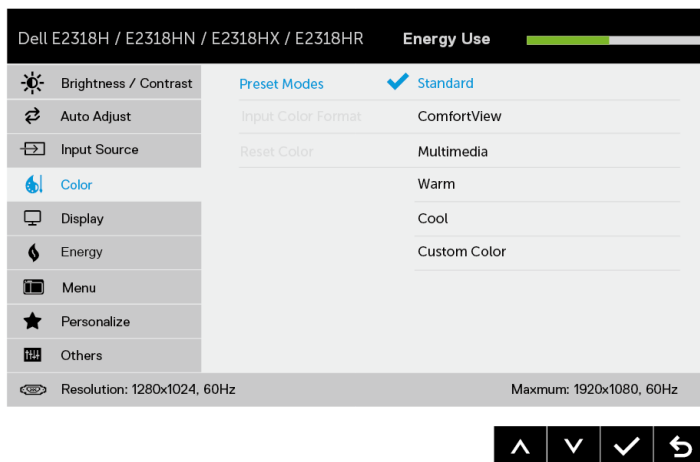 Dell E2318H / E2318HN / E2318HX / E2318HR Energy Use
Brightness / Contrast Preset Modes Standard
Auto Adjust Input Color Format ComfortView
Input Source Reset Color Multimedia
Color Warm
Display Cool
Energy Custom Color
Menu
Personalize
Others
Resolution: 1280x1024, 60Hz Maxmum: 1920x1080, 60Hz